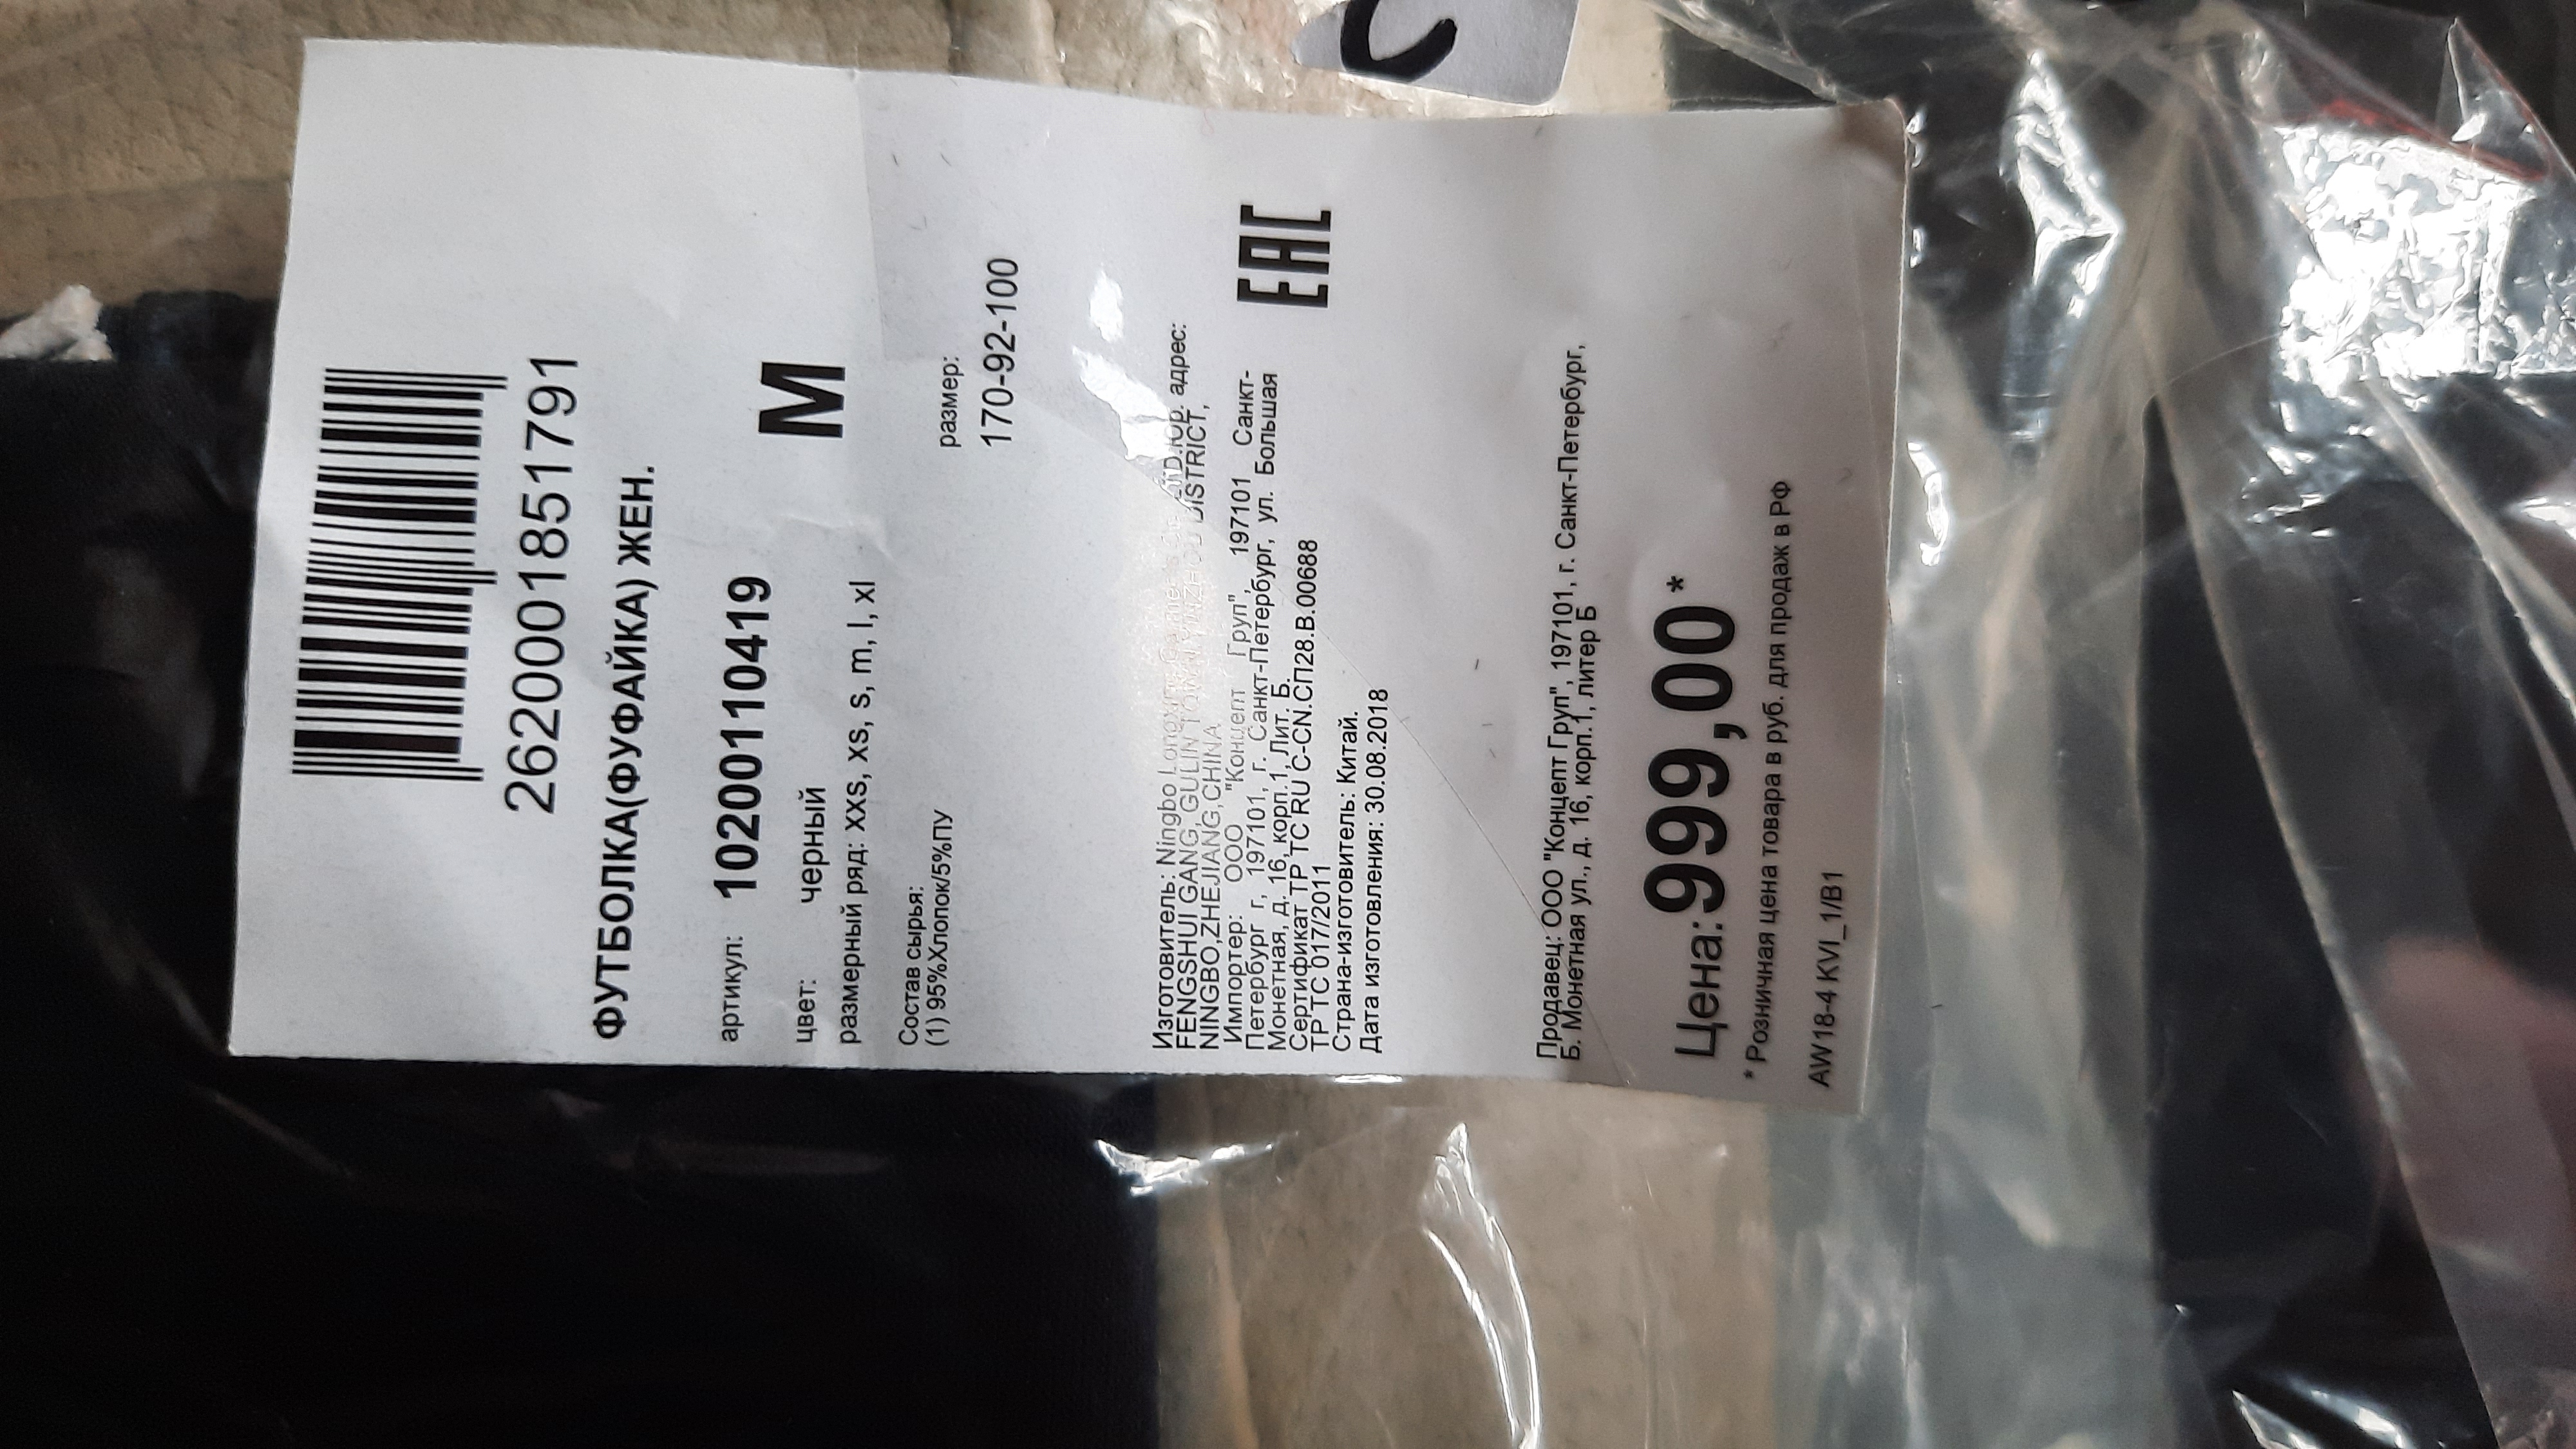 2620001851791
ФУТБОЛКА(ФУФАЙКА) ЖЕН.
артикул: 10200110419
цвет: черный
M
размерный ряд: xxs, xs, s, m, l, xl
Состав сырья:
(1) 95%Хлопок/5%ПУ
размер:
170-92-100
Изготовитель: Ningbo адрес:
FENGSHUI GANG, GULIN TOWN, DISTRICT,
NINGBO,ZHEJIANG,CHINA
Импортер: ООО "Концепт Груп", 197101 Санкт-
Петербург г, 197101, г. Санкт-Петербург, ул. Большая
Монетная, д. 16, корп.1, Лит. Б.
Сертификат ТР ТС RU С-CN.СП28.В.00688
ТР ТС 017/2011
Страна-изготовитель: Китай.
Дата изготовления: 30.08.2018
EAC
Продавец: ООО "Концепт Груп", 197101, г. Санкт-Петербург,
Б. Монетная ул., д. 16, корп.1, литер Б
Цена: 999,00*
* Розничная цена товара в руб. для продаж в РФ
AW18-4 KVI_1/B1